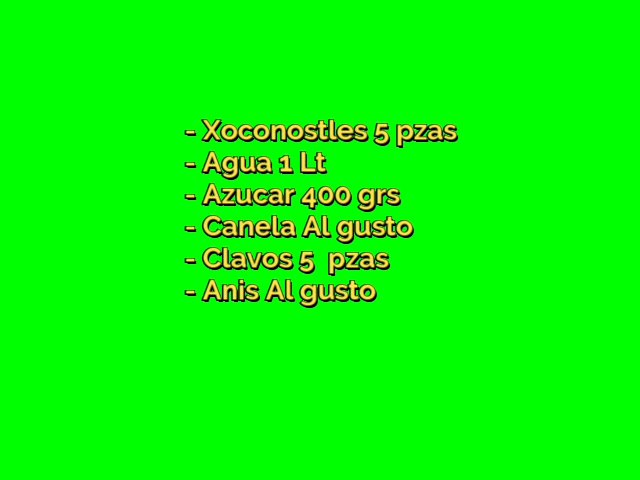 - Xoconostles 5 pzas
- Agua 1 Lt
- Azucar 400 grs
- Canela Al gusto
- Clavos 5  pzas
- Anis Al gusto